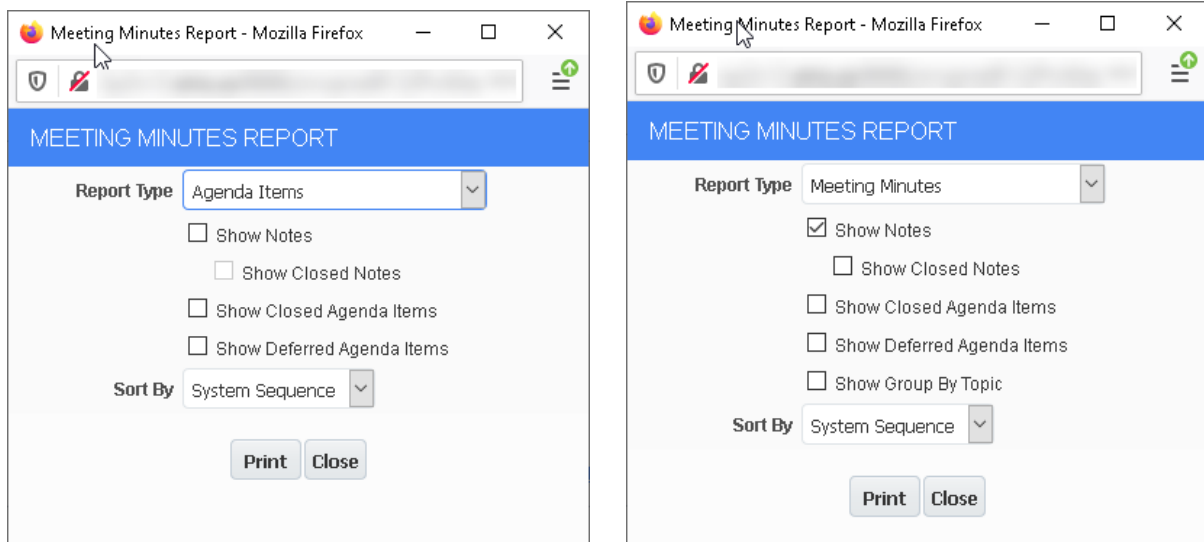 Meeting Minutes Report - Mozilla Firefox
MEETING MINUTES REPORT
Report Type Agenda Items
Show Notes
Show Closed Notes
Show Closed Agenda Items
Show Deferred Agenda Items
Sort By System Sequence
Print Close
Meeting Minutes Report - Mozilla Firefox
MEETING MINUTES REPORT
Report Type Meeting Minutes
Show Notes
Show Closed Notes
Show Closed Agenda Items
Show Deferred Agenda Items
Show Group By Topic
Sort By System Sequence
Print Close